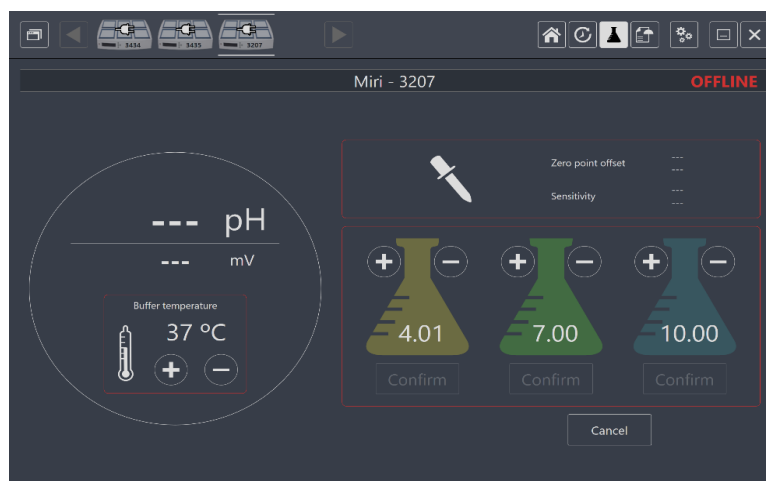 3434 3435 3207
Miri - 3207 OFFLINE
--- pH
--- mV
Buffer temperature
37 ºC
Zero point offset ---
---
Sensitivity ---
---
4.01 7.00 10.00
Confirm Confirm Confirm
Cancel